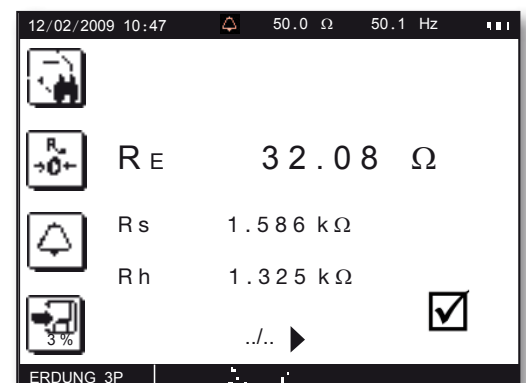 12/02/2009 10:47 50.0 Ω 50.1 Hz
R →0←
RE 32.08 Ω
Rs 1.586 kΩ
Rh 1.325 kΩ
3 %
../..
ERDUNG 3P